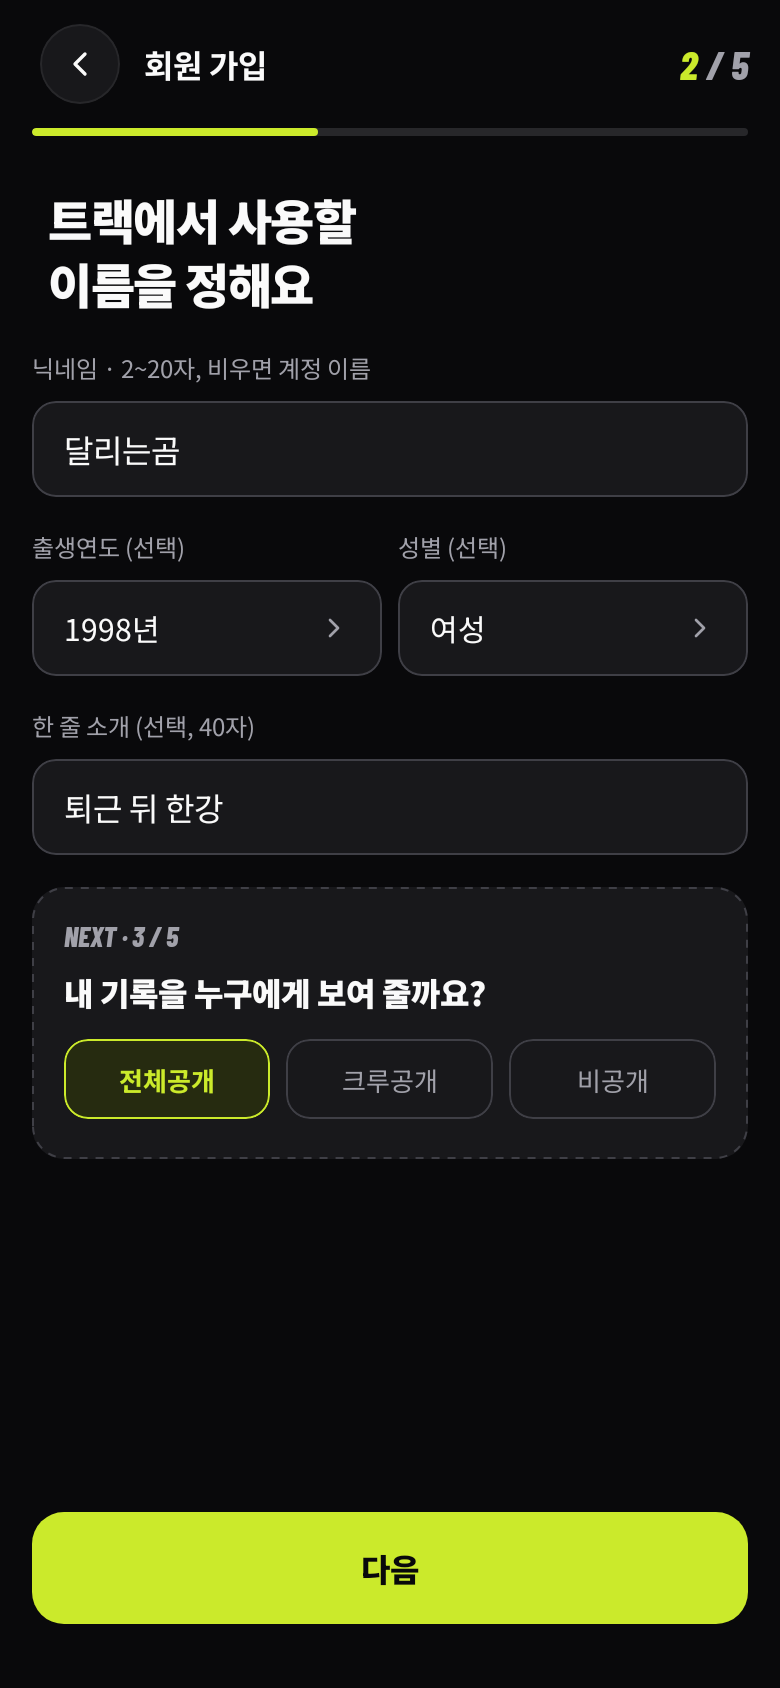 회원 가입
2 / 5
트랙에서 사용할
이름을 정해요
닉네임 · 2~20자, 비우면 계정 이름
달리는곰
출생연도 (선택)
성별 (선택)
1998년
여성
한 줄 소개 (선택, 40자)
퇴근 뒤 한강
NEXT · 3 / 5
내 기록을 누구에게 보여 줄까요?
전체공개
크루공개
비공개
다음